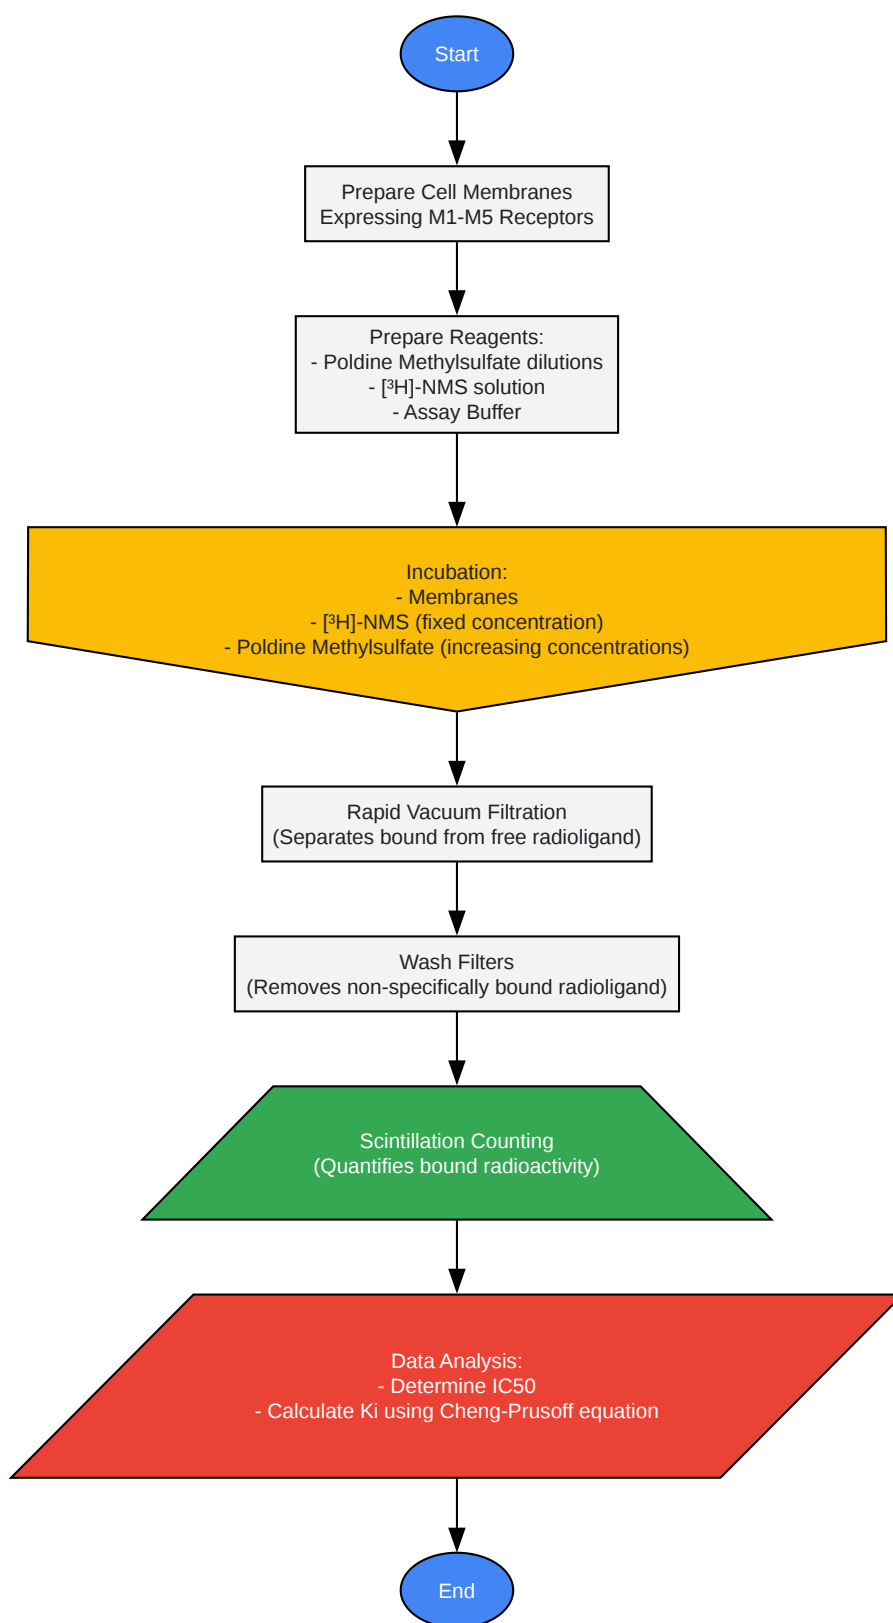 Start
Prepare Cell Membranes
Expressing M1-M5 Receptors
Prepare Reagents:
- Poldine Methylsulfate dilutions
- [³H]-NMS solution
- Assay Buffer
Incubation:
- Membranes
- [³H]-NMS (fixed concentration)
- Poldine Methylsulfate (increasing concentrations)
Rapid Vacuum Filtration
(Separates bound from free radioligand)
Wash Filters
(Removes non-specifically bound radioligand)
Scintillation Counting
(Quantifies bound radioactivity)
Data Analysis:
- Determine IC50
- Calculate Ki using Cheng-Prusoff equation
End